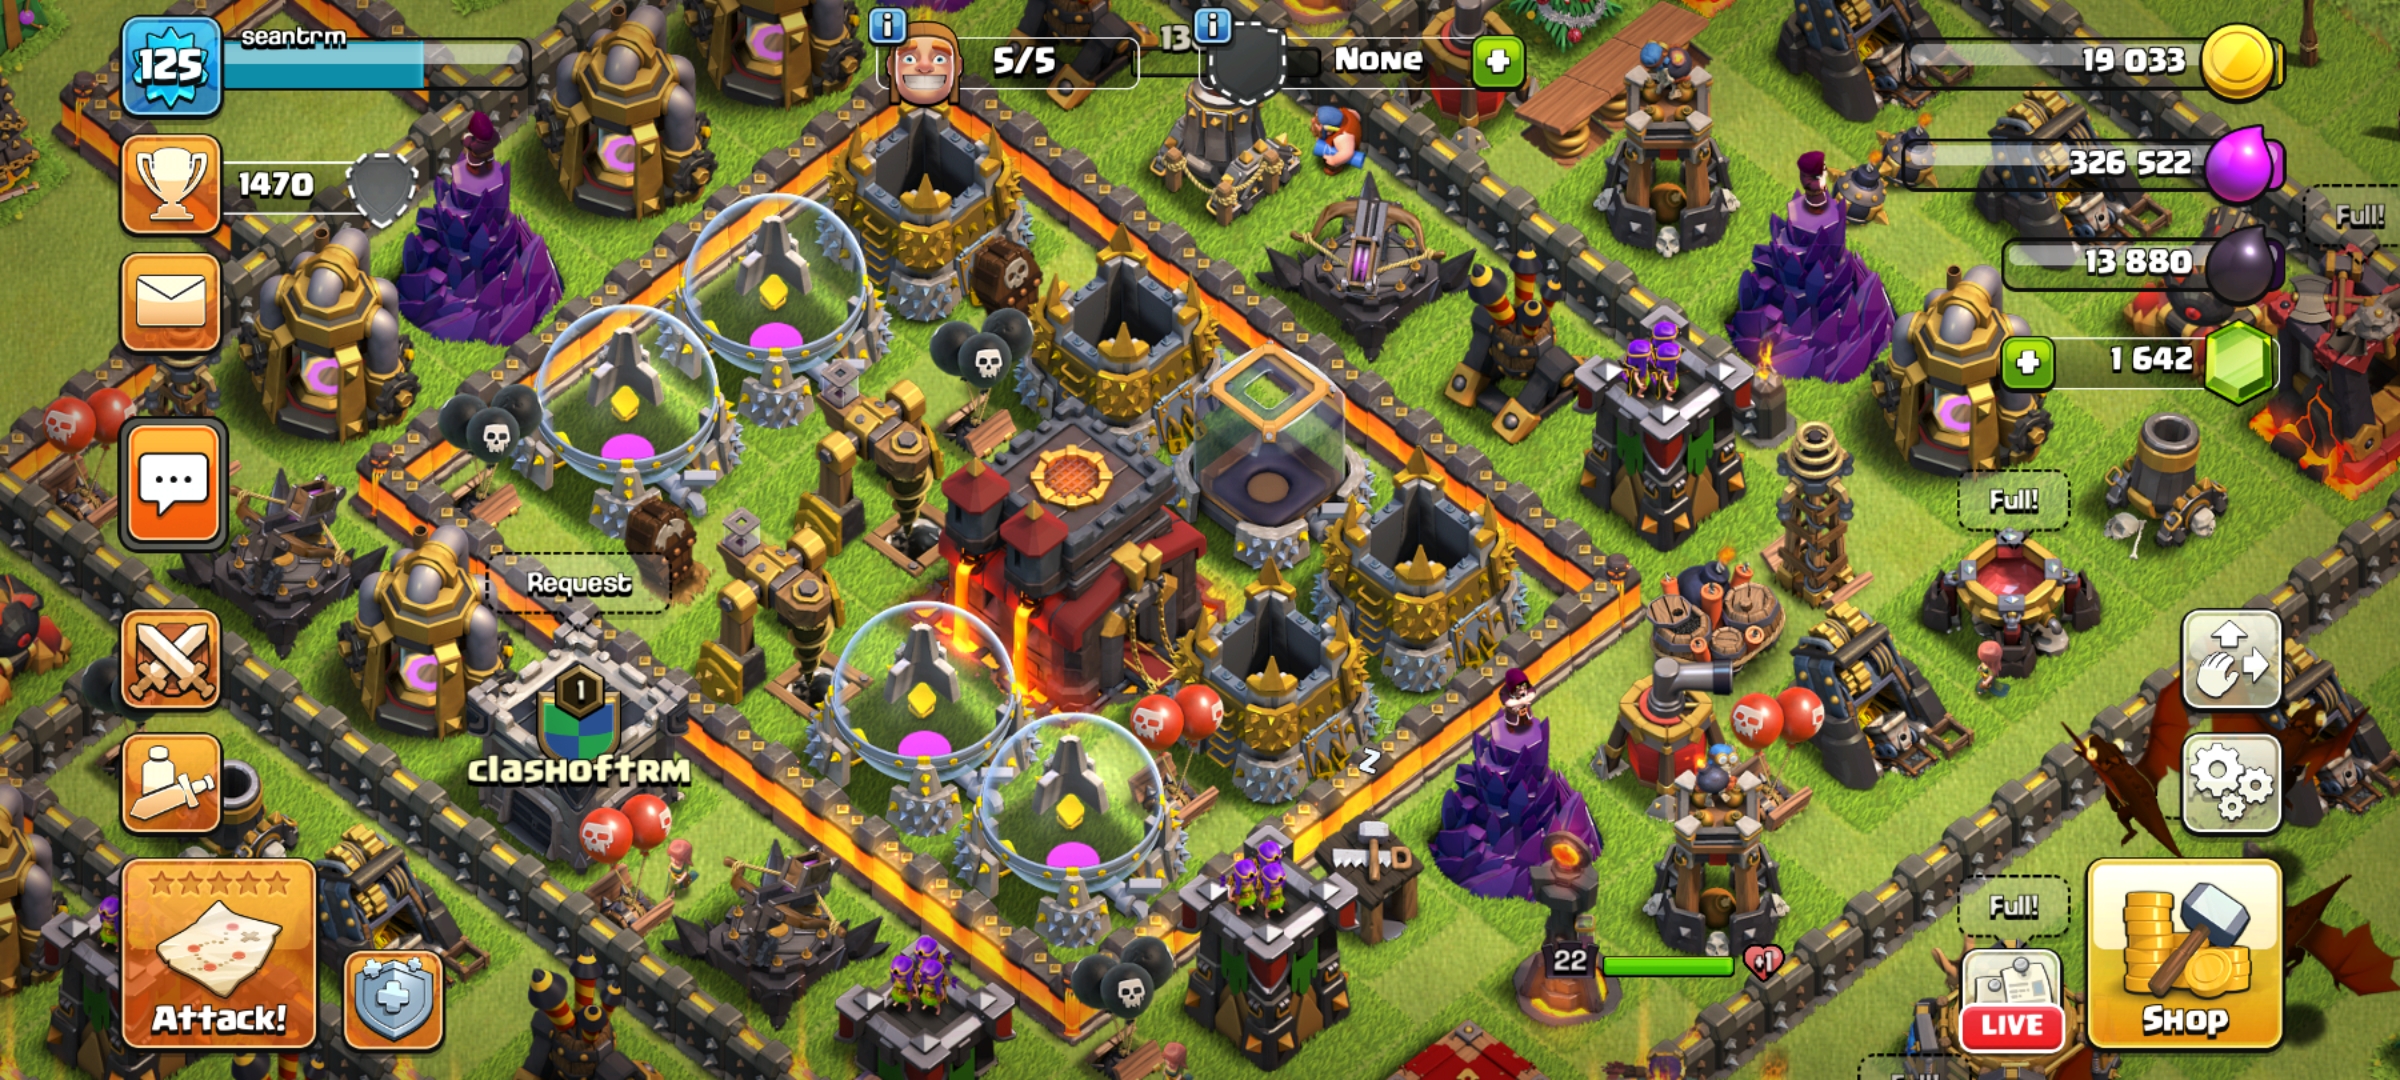 125
seantrm
5/5
13
None
19 033
1470
326 522
Full!
13 880
1 642
Full!
Request
1
clashoftrm
z
Full!
22
+1
Attack!
LIVE
Shop